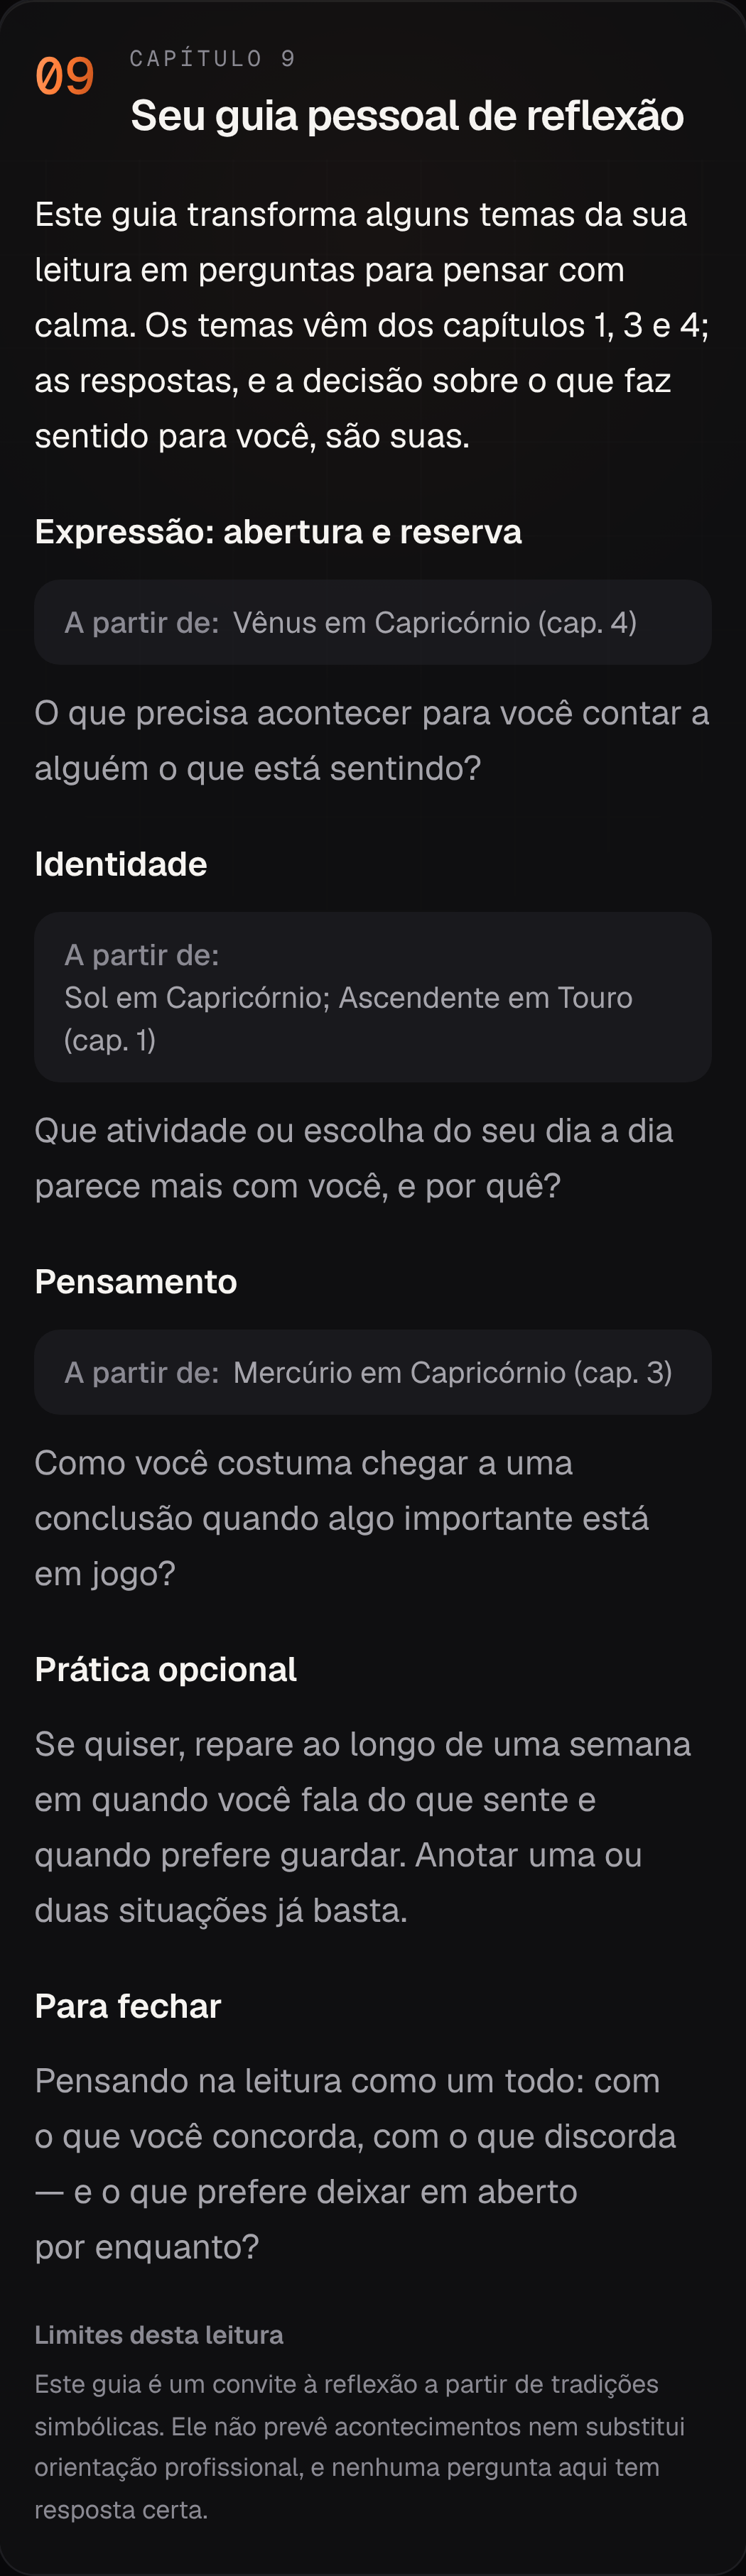 09
CAPÍTULO 9
Seu guia pessoal de reflexão
Este guia transforma alguns temas da sua
leitura em perguntas para pensar com
calma. Os temas vêm dos capítulos 1, 3 e 4;
as respostas, e a decisão sobre o que faz
sentido para você, são suas.
Expressão: abertura e reserva
A partir de: Vênus em Capricórnio (cap. 4)
O que precisa acontecer para você contar a
alguém o que está sentindo?
Identidade
A partir de:
Sol em Capricórnio; Ascendente em Touro
(cap. 1)
Que atividade ou escolha do seu dia a dia
parece mais com você, e por quê?
Pensamento
A partir de: Mercúrio em Capricórnio (cap. 3)
Como você costuma chegar a uma
conclusão quando algo importante está
em jogo?
Prática opcional
Se quiser, repare ao longo de uma semana
em quando você fala do que sente e
quando prefere guardar. Anotar uma ou
duas situações já basta.
Para fechar
Pensando na leitura como um todo: com
o que você concorda, com o que discorda
— e o que prefere deixar em aberto
por enquanto?
Limites desta leitura
Este guia é um convite à reflexão a partir de tradições
simbólicas. Ele não prevê acontecimentos nem substitui
orientação profissional, e nenhuma pergunta aqui tem
resposta certa.